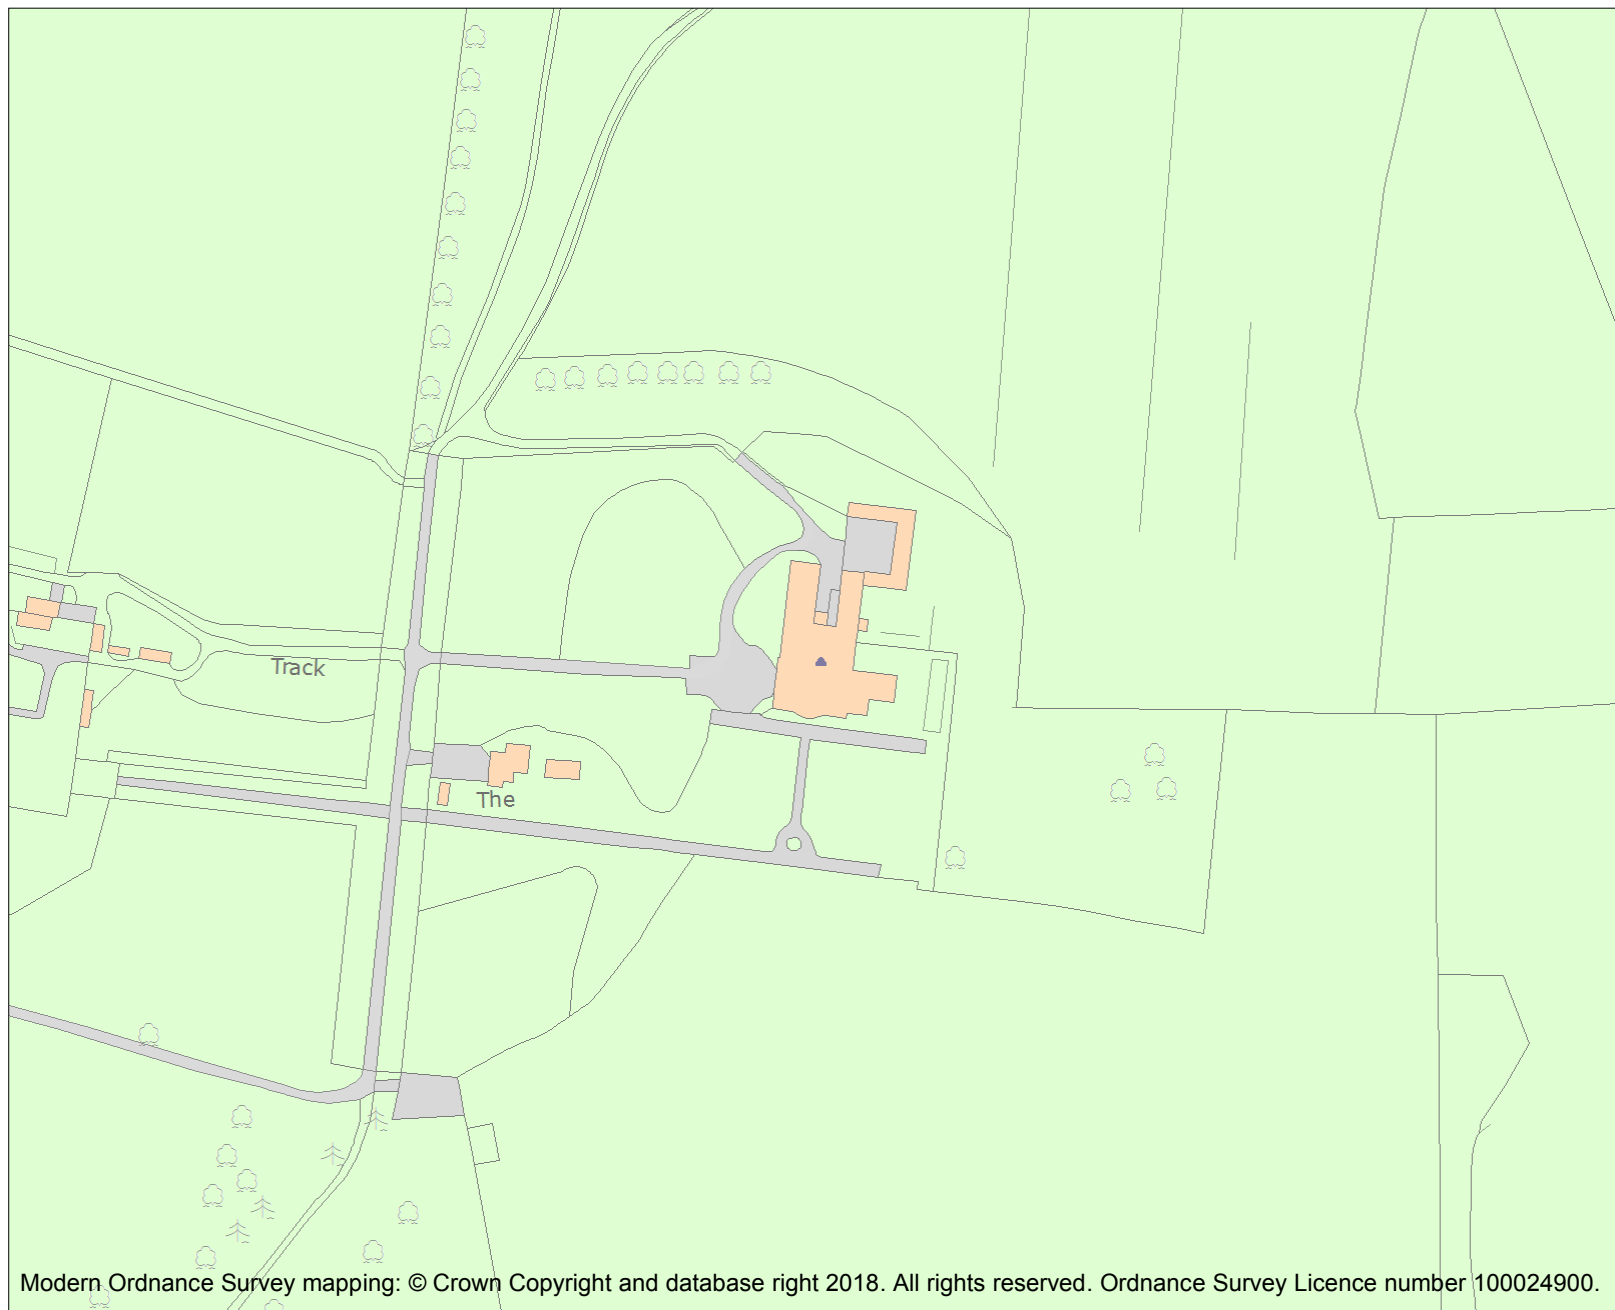 Track
The
Modern Ordnance Survey mapping: © Crown Copyright and database right 2018. All rights reserved. Ordnance Survey Licence number 100024900.